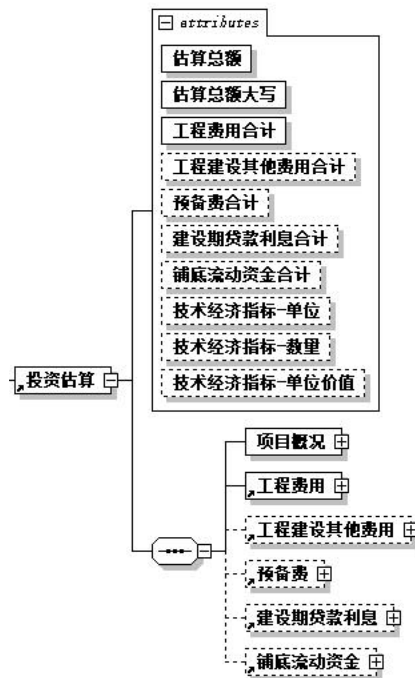 attributes
估算总额
估算总额大写
工程费用合计
工程建设其他费用合计
预备费合计
建设期贷款利息合计
铺底流动资金合计
技术经济指标-单位
技术经济指标-数量
技术经济指标-单位价值
投资估算
项目概况
工程费用
工程建设其他费用
预备费
建设期贷款利息
铺底流动资金